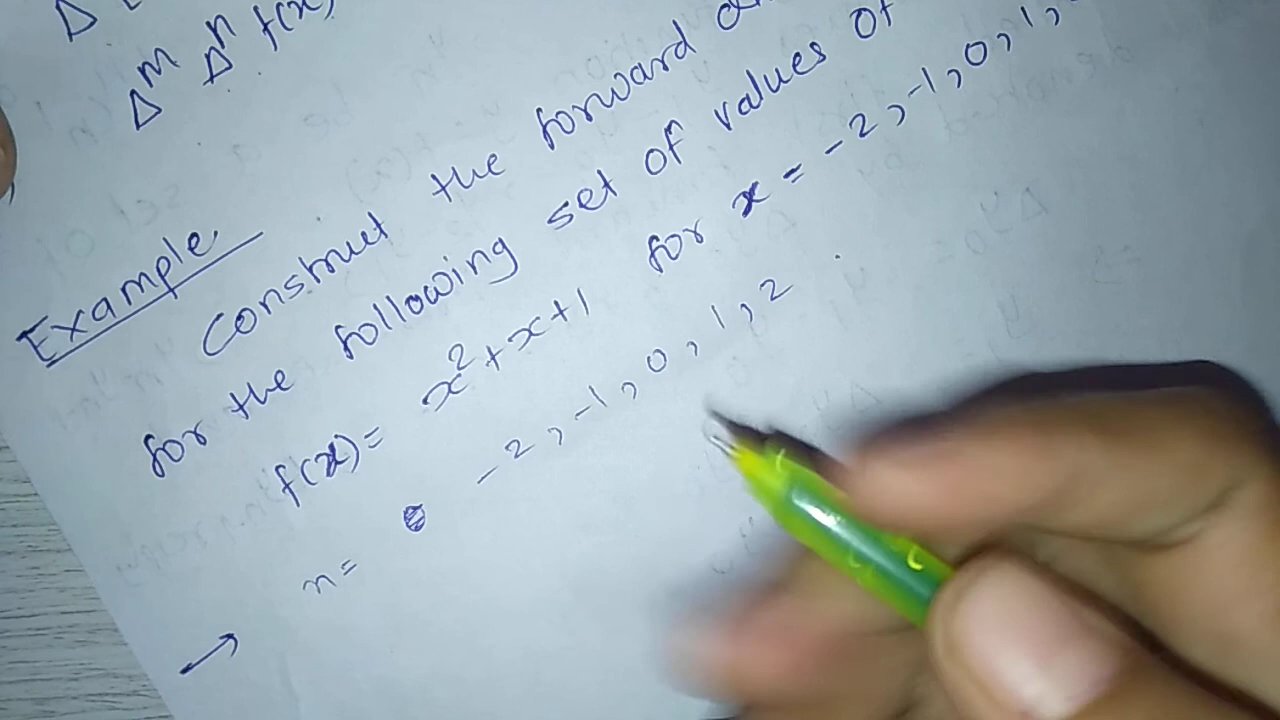 Δ
Δ^m Δ^n f(x)
Example
Construct the forward
for the following set of values of
f(x)= x²+x+1 for x = -2,-1,0,1,
n= -2,-1,0,1,2
→